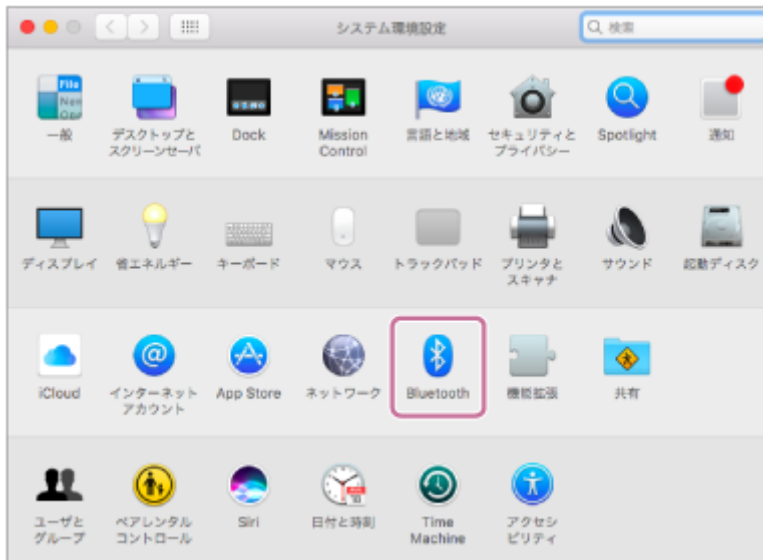 システム環境設定
検索
一般
デスクトップと
スクリーンセーバ
Dock
Mission
Control
言語と地域
セキュリティと
プライバシー
Spotlight
通知
ディスプレイ
省エネルギー
キーボード
マウス
トラックパッド
プリンタと
スキャナ
サウンド
起動ディスク
iCloud
インターネット
アカウント
App Store
ネットワーク
Bluetooth
機能拡張
共有
ユーザと
グループ
ペアレンタル
コントロール
Siri
日付と時刻
Time
Machine
アクセシ
ビリティ